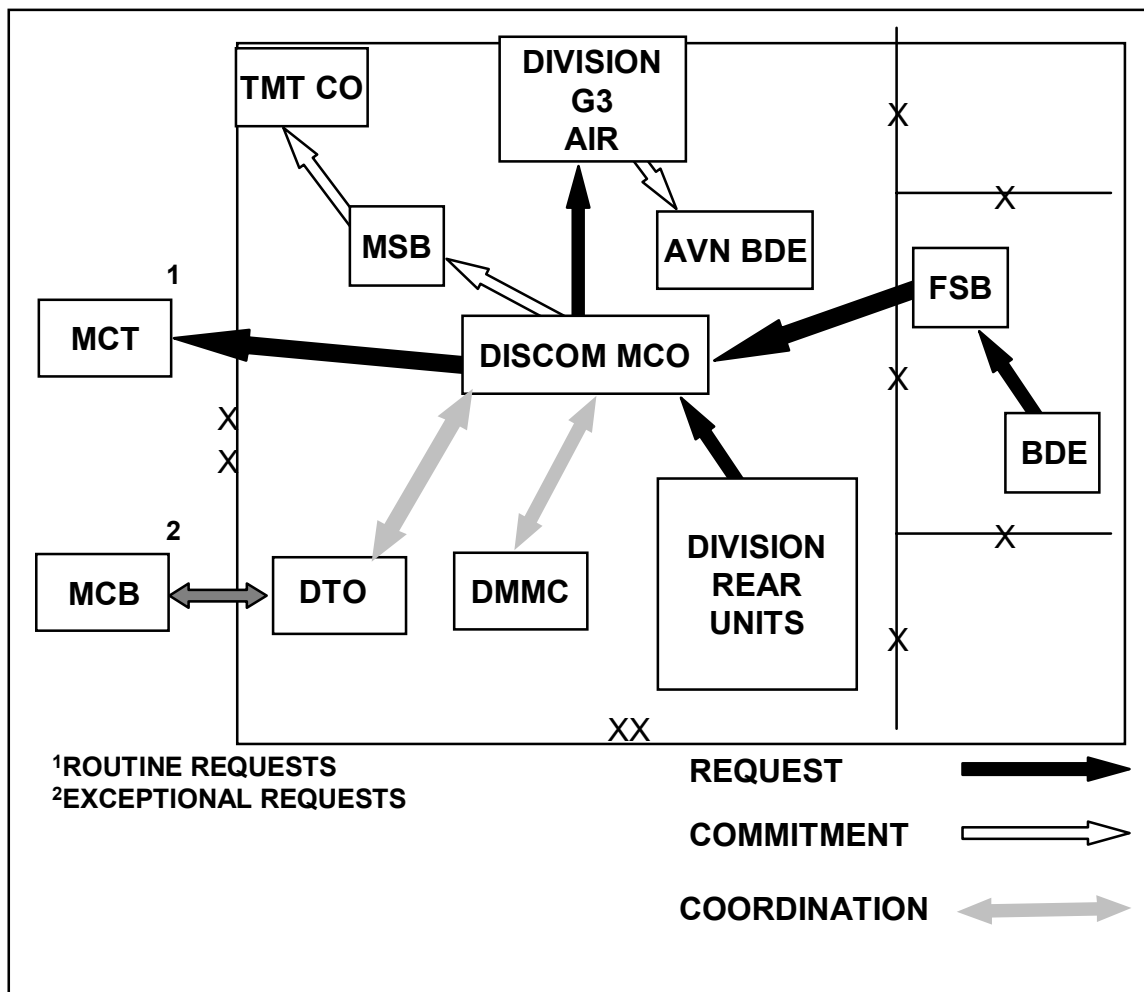 TMT CO
DIVISION
G3
AIR
X
X
MSB
AVN BDE
FSB
1
MCT
DISCOM MCO
X
X
X
BDE
2
MCB
DTO
DMMC
DIVISION
REAR
UNITS
X
X
XX
¹ROUTINE REQUESTS
²EXCEPTIONAL REQUESTS
REQUEST
COMMITMENT
COORDINATION